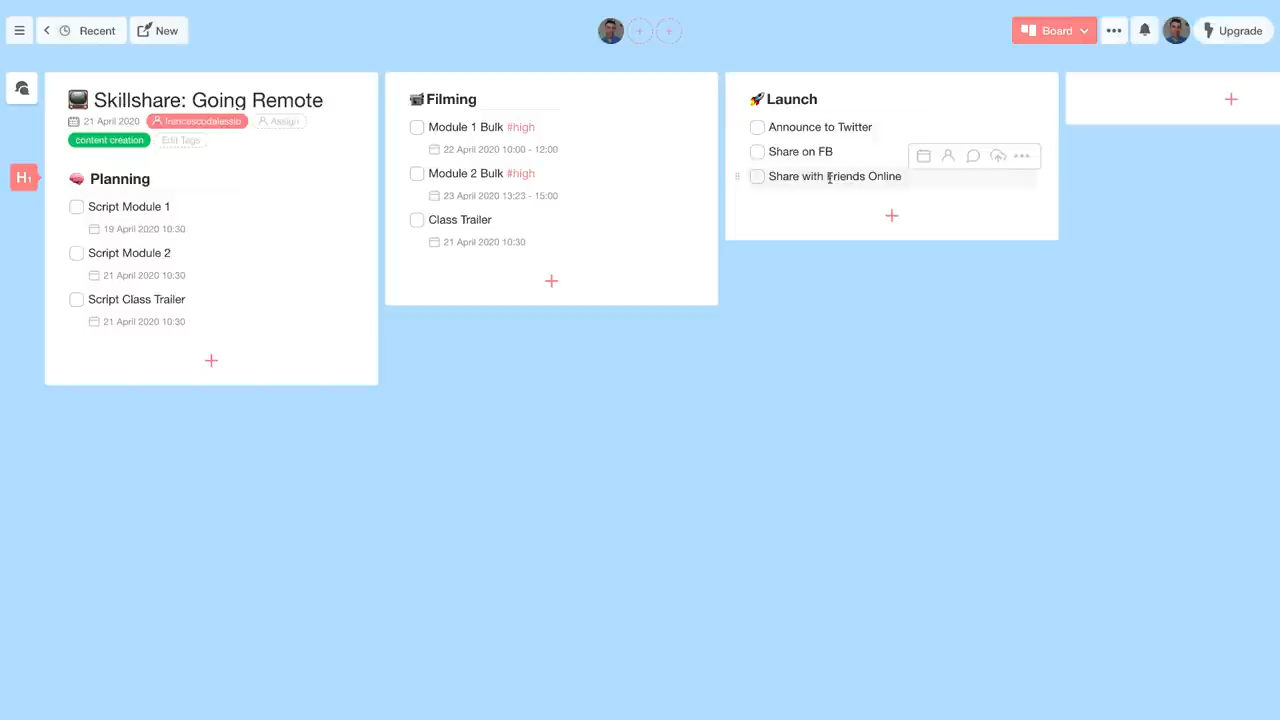 Recent
New
Board
Upgrade
Skillshare: Going Remote
21 April 2020 francescodalessio Assign
content creation Edit Tags
H1
Planning
Script Module 1
19 April 2020 10:30
Script Module 2
21 April 2020 10:30
Script Class Trailer
21 April 2020 10:30
Filming
Module 1 Bulk #high
22 April 2020 10:00 - 12:00
Module 2 Bulk #high
23 April 2020 13:23 - 15:00
Class Trailer
21 April 2020 10:30
Launch
Announce to Twitter
Share on FB
Share with Friends Online